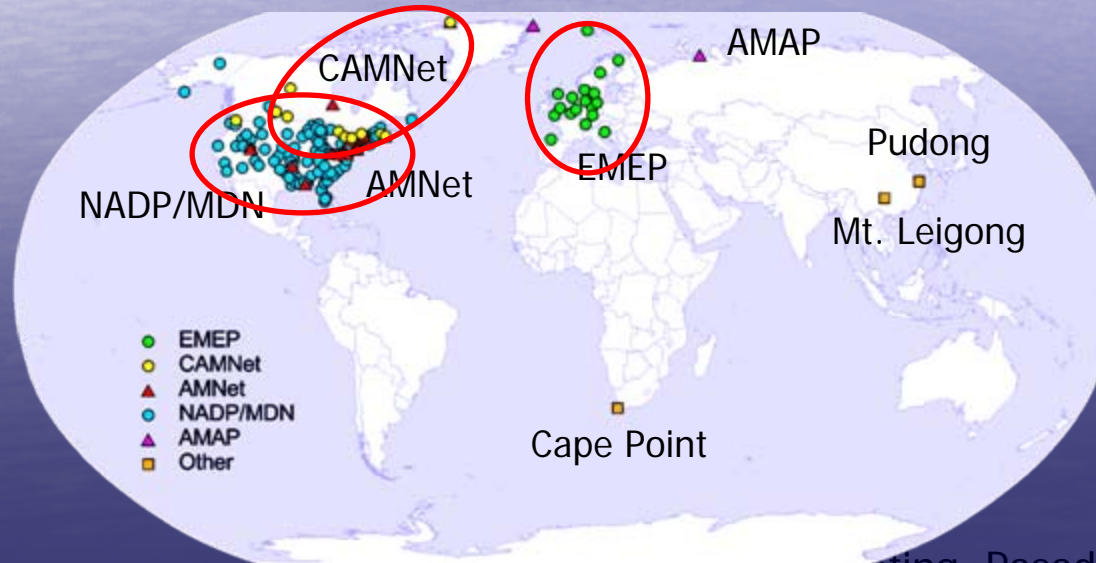 AMAP
CAMNet
Pudong
EMEP
AMNet
NADP/MDN
Mt. Leigong
EMEP
CAMNet
AMNet
NADP/MDN
AMAP
Other
Cape Point